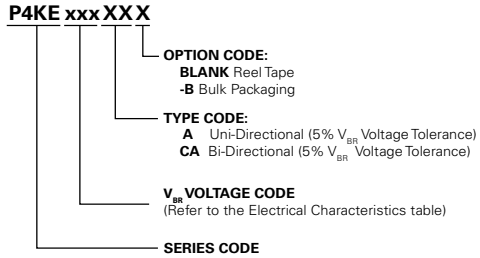 P4KE xxx XX X
OPTION CODE:
BLANK Reel Tape
-B Bulk Packaging
TYPE CODE:
A Uni-Directional (5% VBR Voltage Tolerance)
CA Bi-Directional (5% VBR Voltage Tolerance)
VBR VOLTAGE CODE
(Refer to the Electrical Characteristics table)
SERIES CODE